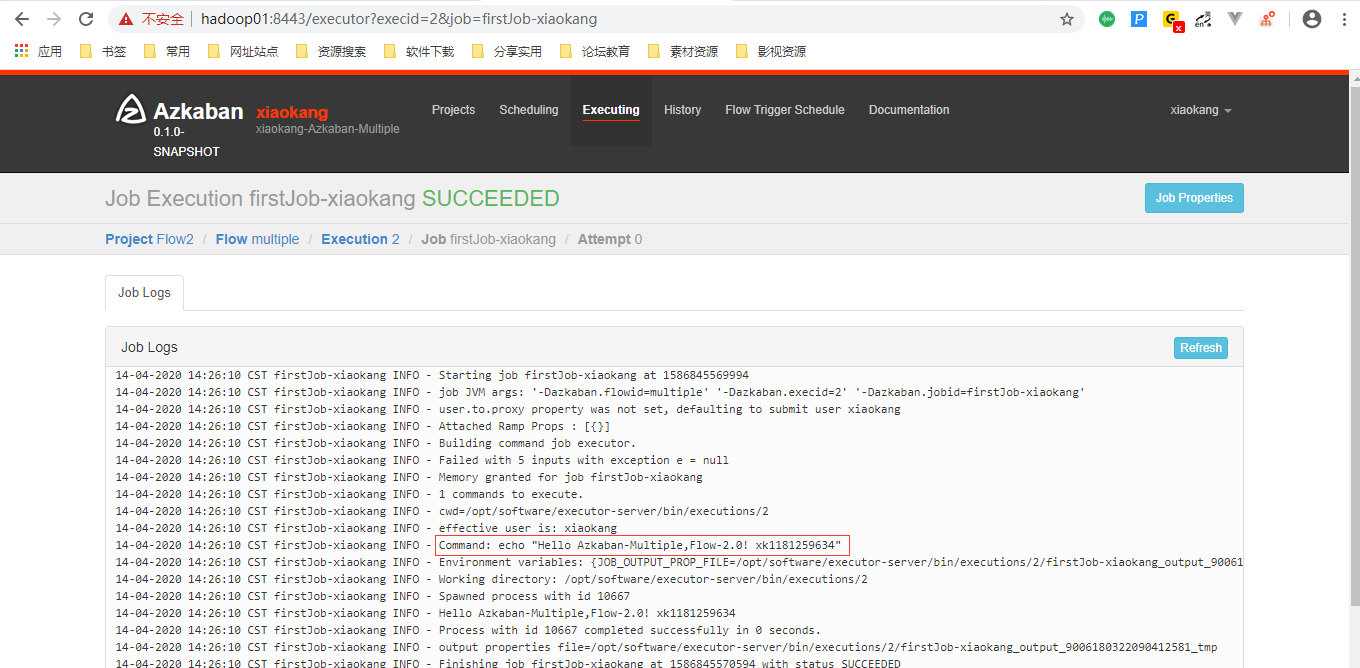 不安全 hadoop01:8443/executor?execid=2&job=firstJob-xiaokang
应用 书签 常用 网址站点 资源搜索 软件下载 分享实用 论坛教育 素材资源 影视资源
Azkaban xiaokang Projects Scheduling Executing History Flow Trigger Schedule Documentation xiaokang
0.1.0- xiaokang-Azkaban-Multiple
SNAPSHOT
Job Execution firstJob-xiaokang SUCCEEDED Job Properties
Project Flow2 / Flow multiple / Execution 2 / Job firstJob-xiaokang / Attempt 0
Job Logs
Job Logs Refresh
14-04-2020 14:26:10 CST firstJob-xiaokang INFO - Starting job firstJob-xiaokang at 1586845569994
14-04-2020 14:26:10 CST firstJob-xiaokang INFO - job JVM args: '-Dazkaban.flowid=multiple' '-Dazkaban.execid=2' '-Dazkaban.jobid=firstJob-xiaokang'
14-04-2020 14:26:10 CST firstJob-xiaokang INFO - user.to.proxy property was not set, defaulting to submit user xiaokang
14-04-2020 14:26:10 CST firstJob-xiaokang INFO - Attached Ramp Props : [{}]
14-04-2020 14:26:10 CST firstJob-xiaokang INFO - Building command job executor.
14-04-2020 14:26:10 CST firstJob-xiaokang INFO - Failed with 5 inputs with exception e = null
14-04-2020 14:26:10 CST firstJob-xiaokang INFO - Memory granted for job firstJob-xiaokang
14-04-2020 14:26:10 CST firstJob-xiaokang INFO - 1 commands to execute.
14-04-2020 14:26:10 CST firstJob-xiaokang INFO - cwd=/opt/software/executor-server/bin/executions/2
14-04-2020 14:26:10 CST firstJob-xiaokang INFO - effective user is: xiaokang
14-04-2020 14:26:10 CST firstJob-xiaokang INFO - Command: echo "Hello Azkaban-Multiple,Flow-2.0! xk1181259634"
14-04-2020 14:26:10 CST firstJob-xiaokang INFO - Environment variables: {JOB_OUTPUT_PROP_FILE=/opt/software/executor-server/bin/executions/2/firstJob-xiaokang_output_90061
14-04-2020 14:26:10 CST firstJob-xiaokang INFO - Working directory: /opt/software/executor-server/bin/executions/2
14-04-2020 14:26:10 CST firstJob-xiaokang INFO - Spawned process with id 10667
14-04-2020 14:26:10 CST firstJob-xiaokang INFO - Hello Azkaban-Multiple,Flow-2.0! xk1181259634
14-04-2020 14:26:10 CST firstJob-xiaokang INFO - Process with id 10667 completed successfully in 0 seconds.
14-04-2020 14:26:10 CST firstJob-xiaokang INFO - output properties file=/opt/software/executor-server/bin/executions/2/firstJob-xiaokang_output_9006180322090412581_tmp
14-04-2020 14:26:10 CST firstJob-xiaokang INFO - Finishing job firstJob-xiaokang at 1586845570594 with status SUCCEEDED